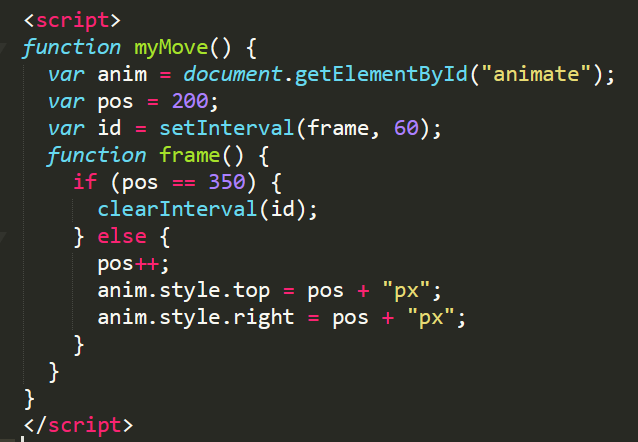 <script>
function myMove() {
  var anim = document.getElementById("animate");
  var pos = 200;
  var id = setInterval(frame, 60);
  function frame() {
    if (pos == 350) {
      clearInterval(id);
    } else {
      pos++;
      anim.style.top = pos + "px";
      anim.style.right = pos + "px";
    }
  }
}
</script>